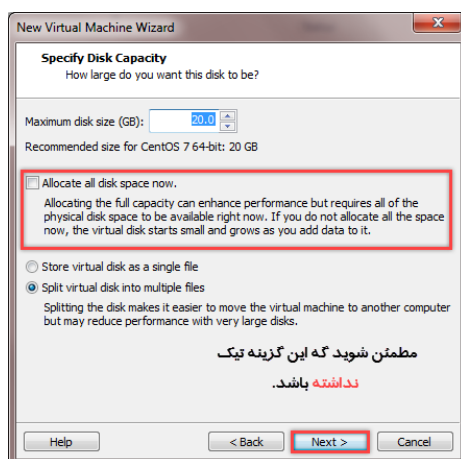 New Virtual Machine Wizard
Specify Disk Capacity
How large do you want this disk to be?
Maximum disk size (GB): 20.0
Recommended size for CentOS 7 64-bit: 20 GB
Allocate all disk space now.
Allocating the full capacity can enhance performance but requires all of the
physical disk space to be available right now. If you do not allocate all the space
now, the virtual disk starts small and grows as you add data to it.
Store virtual disk as a single file
Split virtual disk into multiple files
Splitting the disk makes it easier to move the virtual machine to another computer
but may reduce performance with very large disks.
مطمئن شوید گه این گزینه تیک
نداشته باشد.
Help < Back Next > Cancel